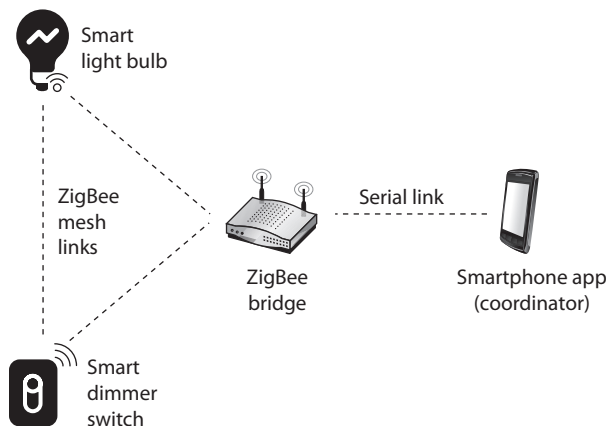 Smart
light bulb
ZigBee
mesh
links
Serial link
ZigBee
bridge
Smartphone app
(coordinator)
Smart
dimmer
switch